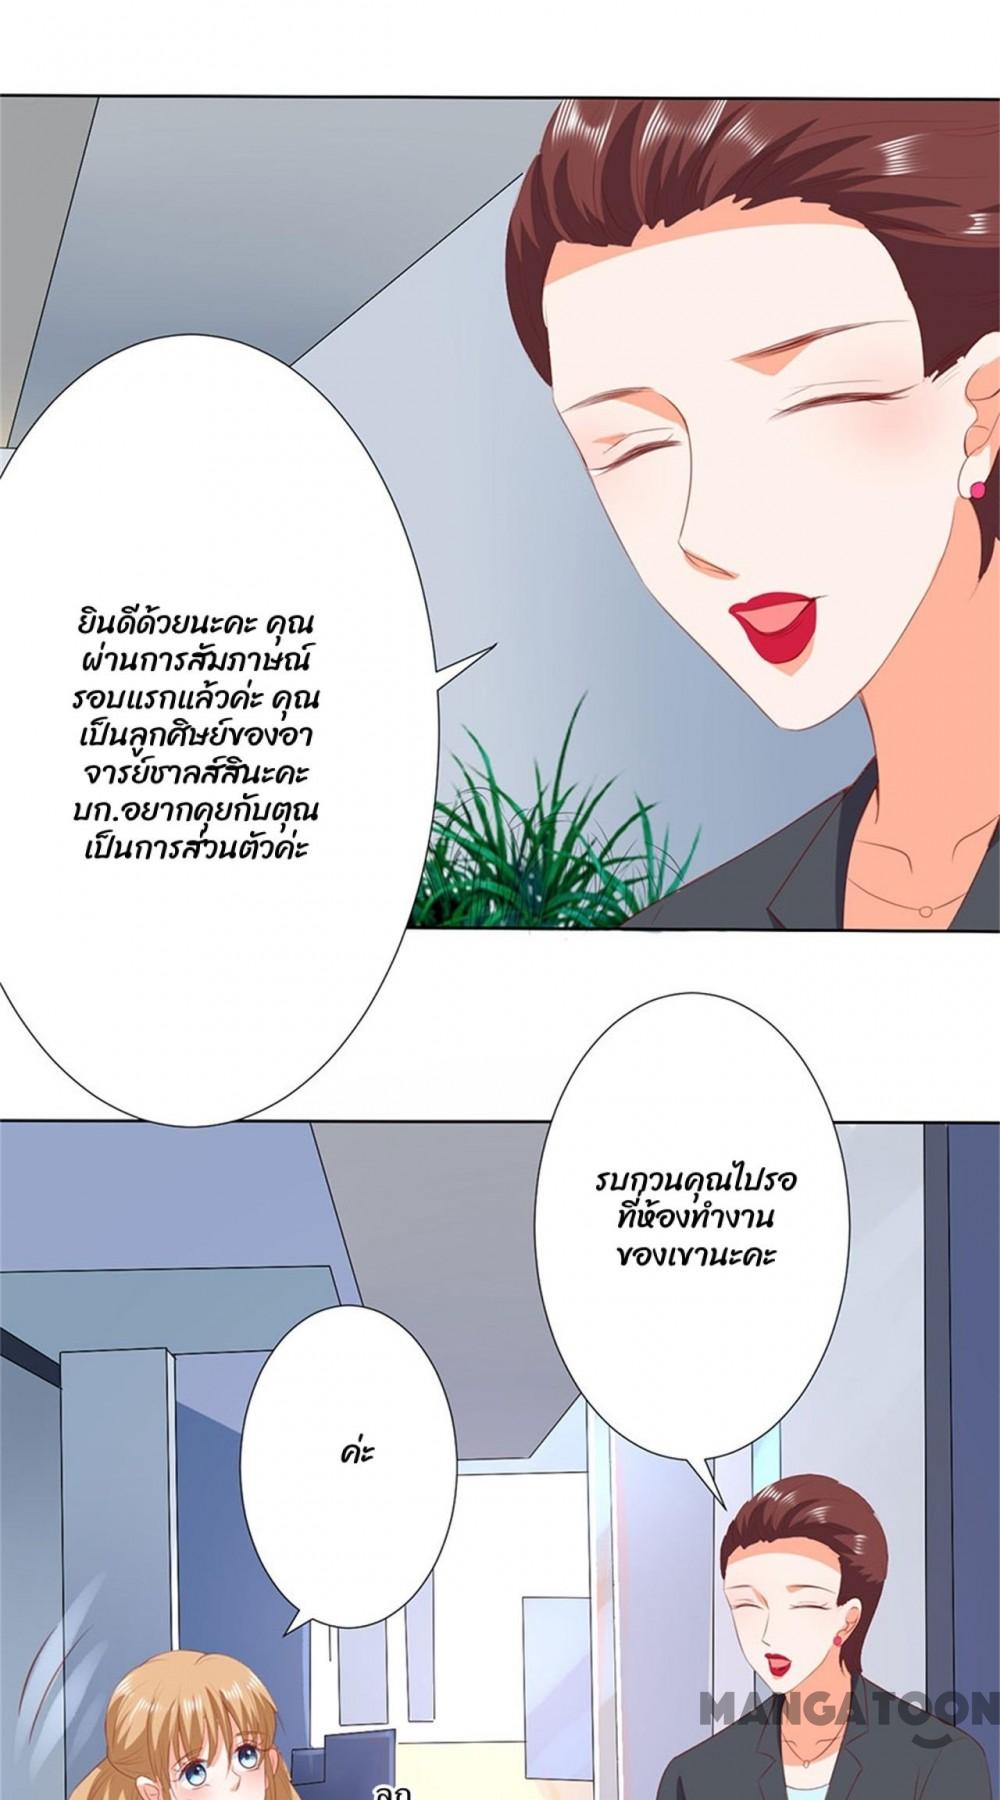 ยินดีด้วยนะคะ คุณ
ผ่านการสัมภาษณ์
รอบแรกแล้วค่ะ คุณ
เป็นลูกศิษย์ของอา
จารย์ชาลส์สินะคะ
บก.อยากคุยกับตุณ
เป็นการส่วนตัวค่ะ
รบกวนคุณไปรอ
ที่ห้องทำงาน
ของเขานะคะ
ค่ะ
MANGATOON
ลุก